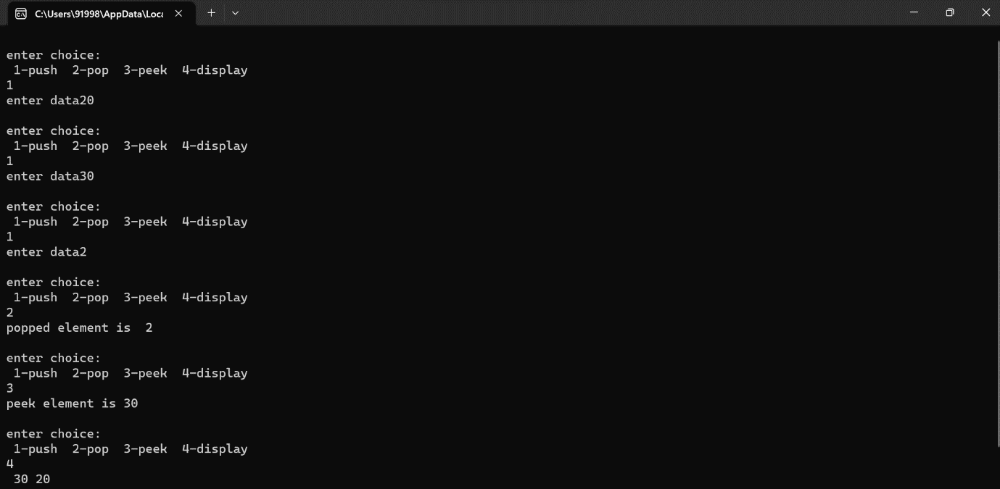 C:\Users\91998\AppData\Loca
enter choice:
 1-push  2-pop  3-peek  4-display
1
enter data20
enter choice:
 1-push  2-pop  3-peek  4-display
1
enter data30
enter choice:
 1-push  2-pop  3-peek  4-display
1
enter data2
enter choice:
 1-push  2-pop  3-peek  4-display
2
popped element is  2
enter choice:
 1-push  2-pop  3-peek  4-display
3
peek element is 30
enter choice:
 1-push  2-pop  3-peek  4-display
4
 30 20